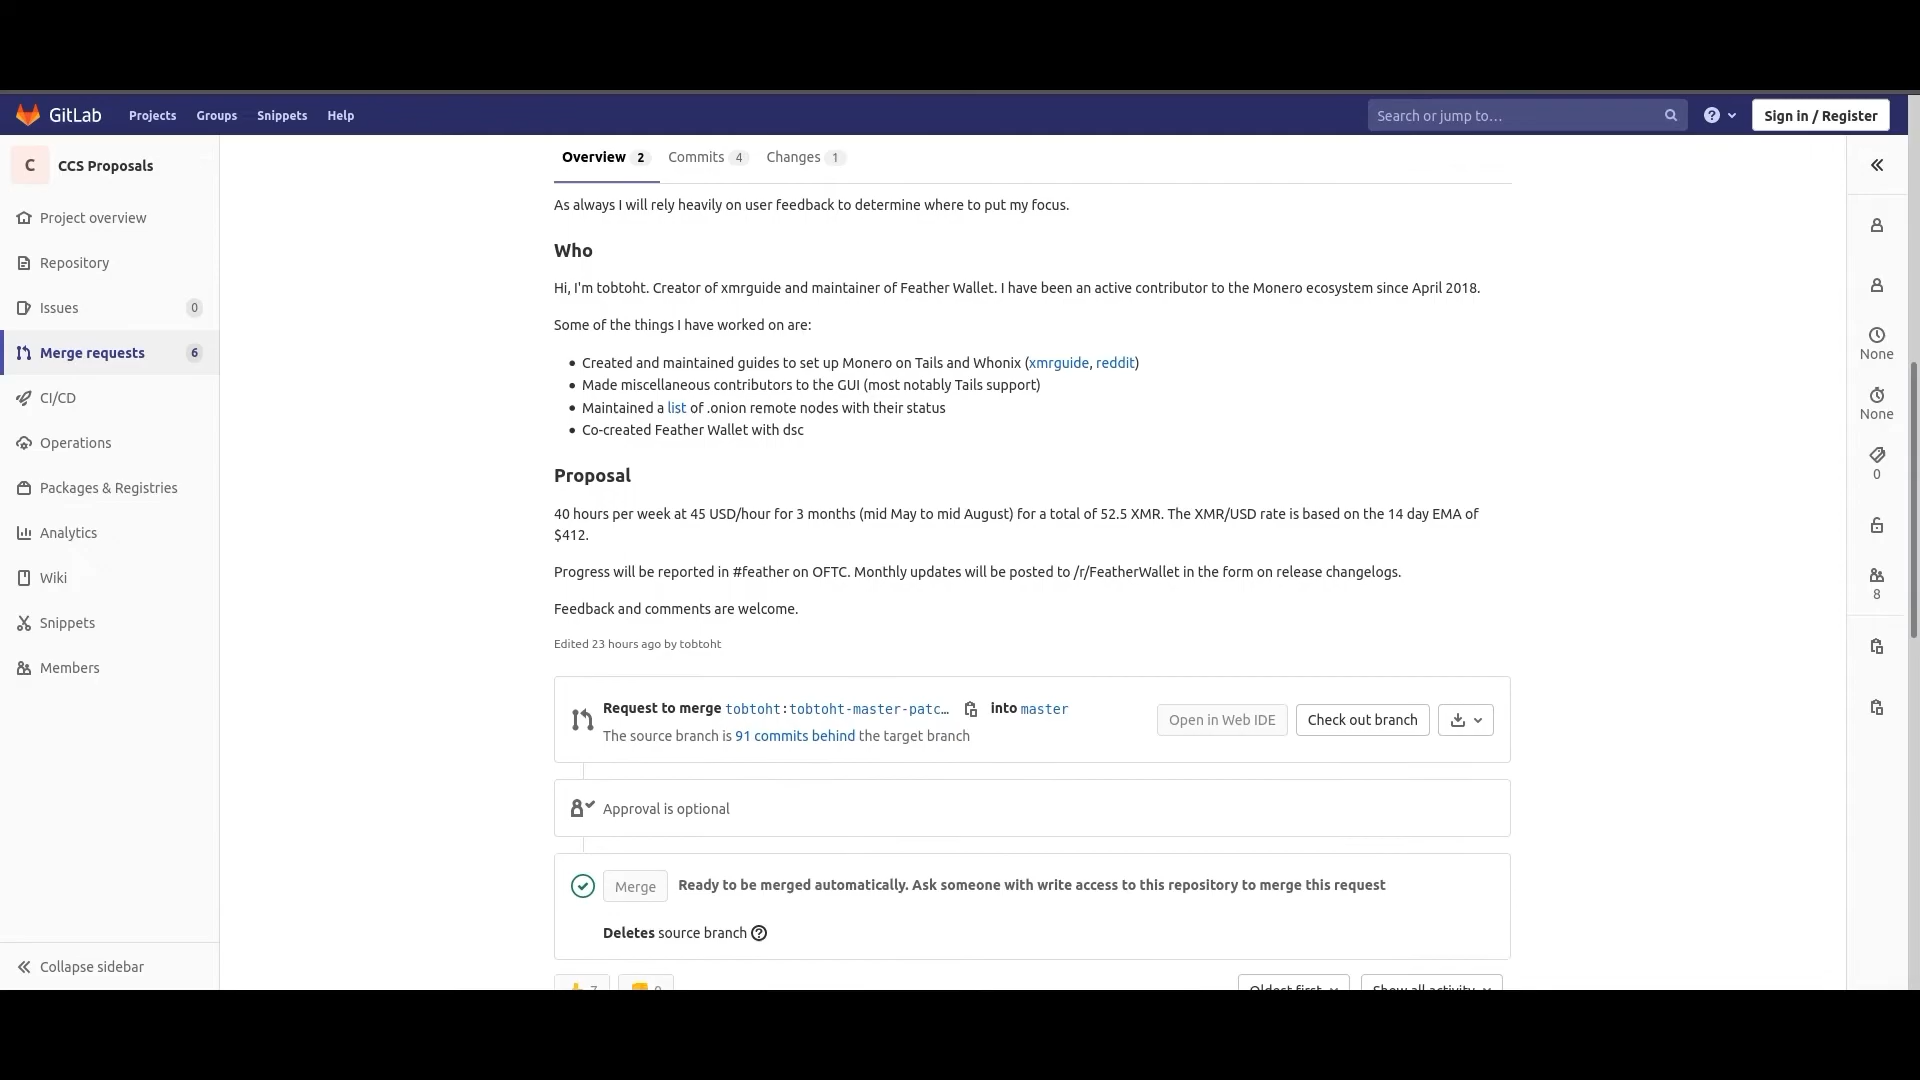 GitLab
Projects
Groups
Snippets
Help
Search or jump to...
Sign in / Register
C
CCS Proposals
Project overview
Repository
Issues
0
Merge requests
6
CI/CD
Operations
Packages & Registries
Analytics
Wiki
Snippets
Members
Collapse sidebar
Overview 2
Commits 4
Changes 1
As always I will rely heavily on user feedback to determine where to put my focus.
Who
Hi, I'm tobtoht. Creator of xmrguide and maintainer of Feather Wallet. I have been an active contributor to the Monero ecosystem since April 2018.
Some of the things I have worked on are:
• Created and maintained guides to set up Monero on Tails and Whonix (xmrguide, reddit)
• Made miscellaneous contributors to the GUI (most notably Tails support)
• Maintained a list of .onion remote nodes with their status
• Co-created Feather Wallet with dsc
Proposal
40 hours per week at 45 USD/hour for 3 months (mid May to mid August) for a total of 52.5 XMR. The XMR/USD rate is based on the 14 day EMA of
$412.
Progress will be reported in #feather on OFTC. Monthly updates will be posted to /r/FeatherWallet in the form on release changelogs.
Feedback and comments are welcome.
Edited 23 hours ago by tobtoht
Request to merge tobtoht:tobtoht-master-patc… into master
The source branch is 91 commits behind the target branch
Open in Web IDE
Check out branch
Approval is optional
Merge
Ready to be merged automatically. Ask someone with write access to this repository to merge this request
Deletes source branch
7
0
Oldest first
Show all activity
None
None
0
8